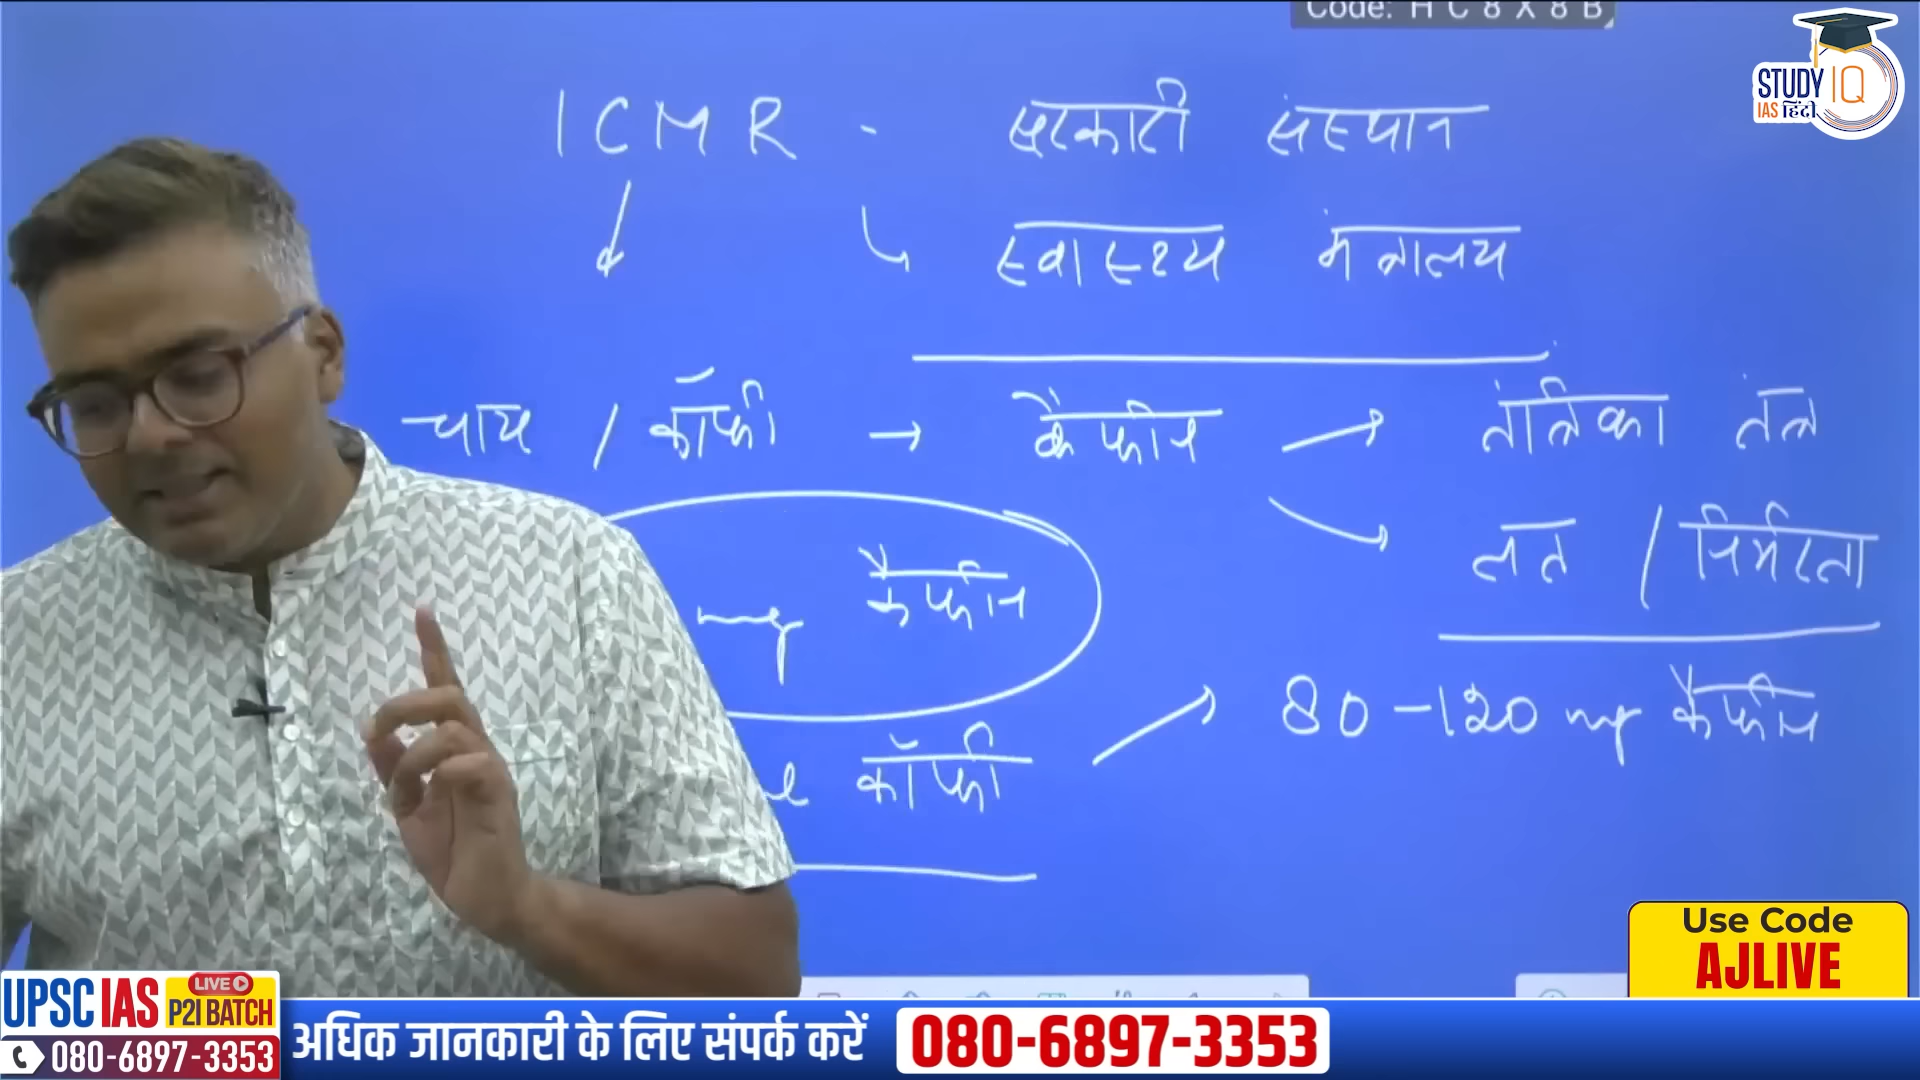 Code: H C 8 X 8 B
STUDY IQ
IAS हिंदी
ICMR - सरकारी संस्थान
स्वास्थ्य मंत्रालय
चाय / कॉफी → कैफीन → तंत्रिका तंत्र
लत / निर्भरता
mg कैफीन
कॉफी → 80-120 mg कैफीन
Use Code
AJLIVE
UPSC IAS LIVE P2I BATCH
080-6897-3353
अधिक जानकारी के लिए संपर्क करें 080-6897-3353